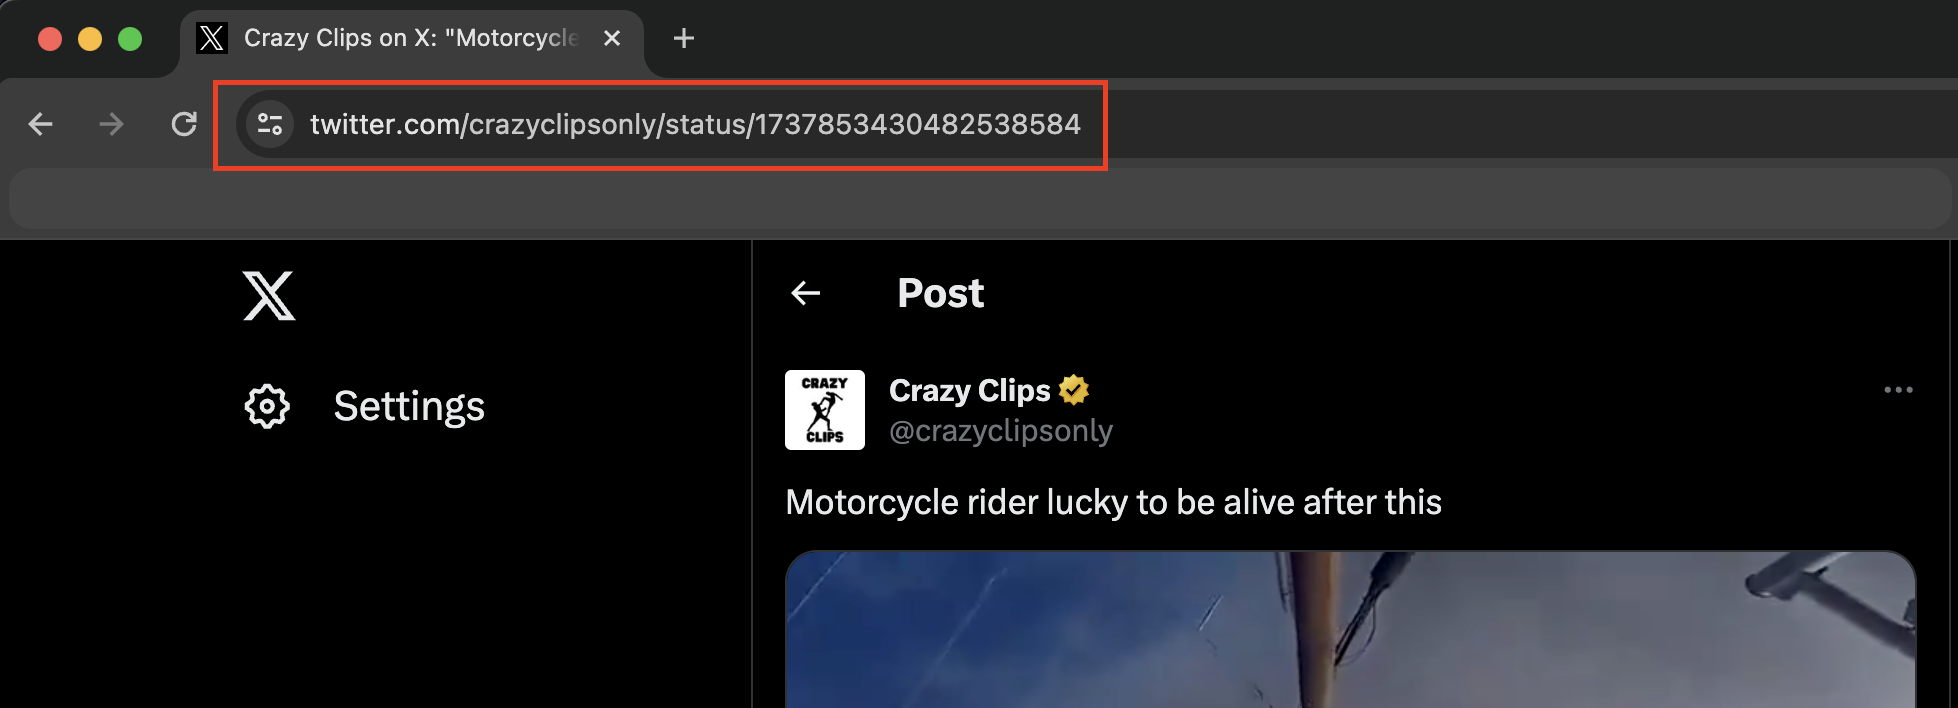 Crazy Clips on X: "Motorcycle
twitter.com/crazyclipsonly/status/1737853430482538584
Post
Settings
CRAZY
CLIPS
Crazy Clips
@crazyclipsonly
Motorcycle rider lucky to be alive after this